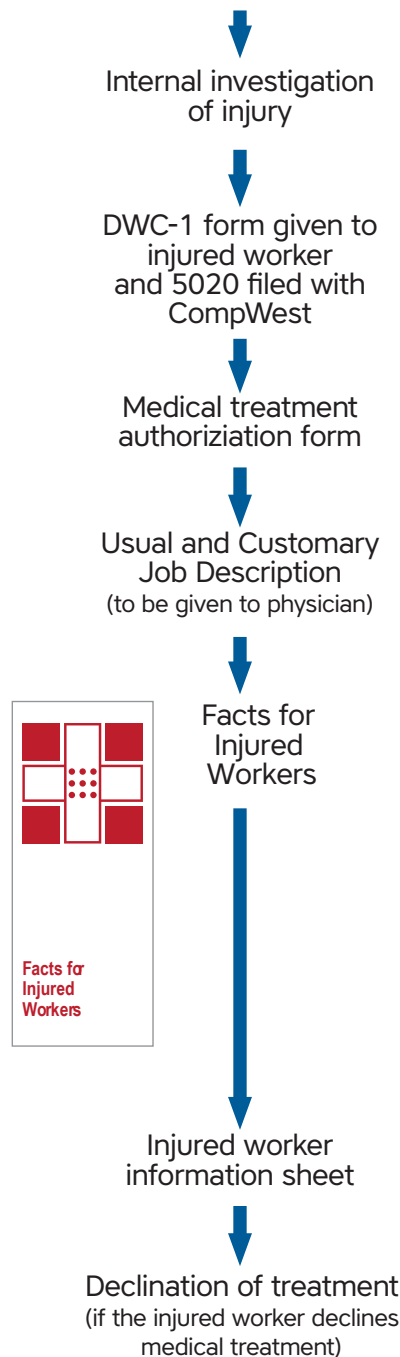 Internal investigation
of injury
DWC-1 form given to
injured worker
and 5020 filed with
CompWest
Medical treatment
authoriziation form
Usual and Customary
Job Description
(to be given to physician)
Facts for
Injured
Workers
Facts for
Injured
Workers
Injured worker
information sheet
Declination of treatment
(if the injured worker declines
medical treatment)